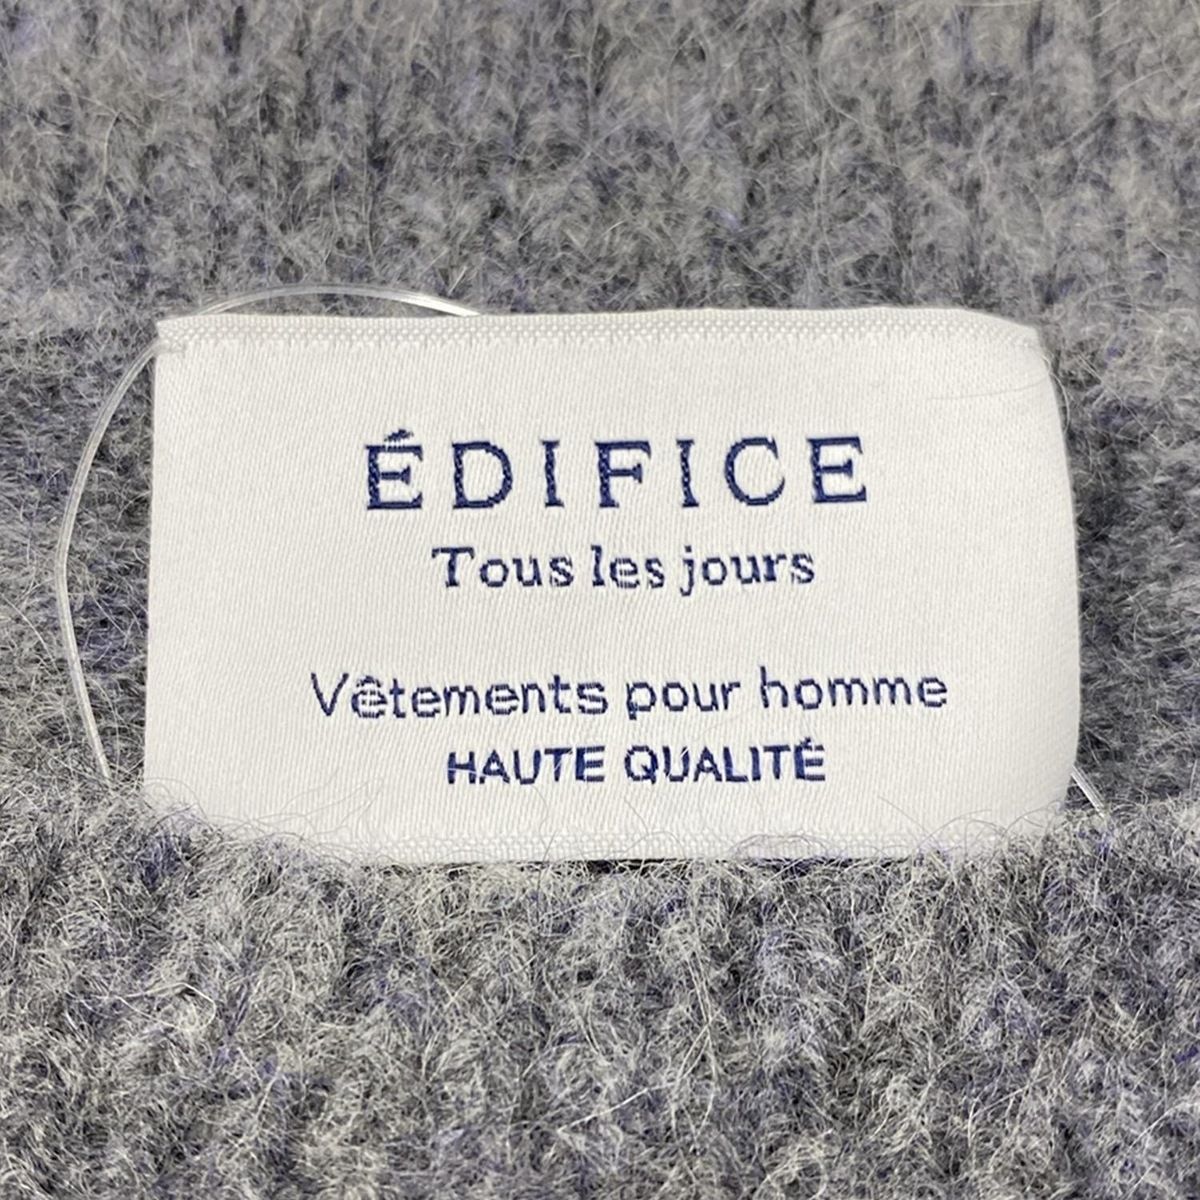 ÉDIFICE
Tous les jours
Vêtements pour homme
HAUTE QUALITÉ